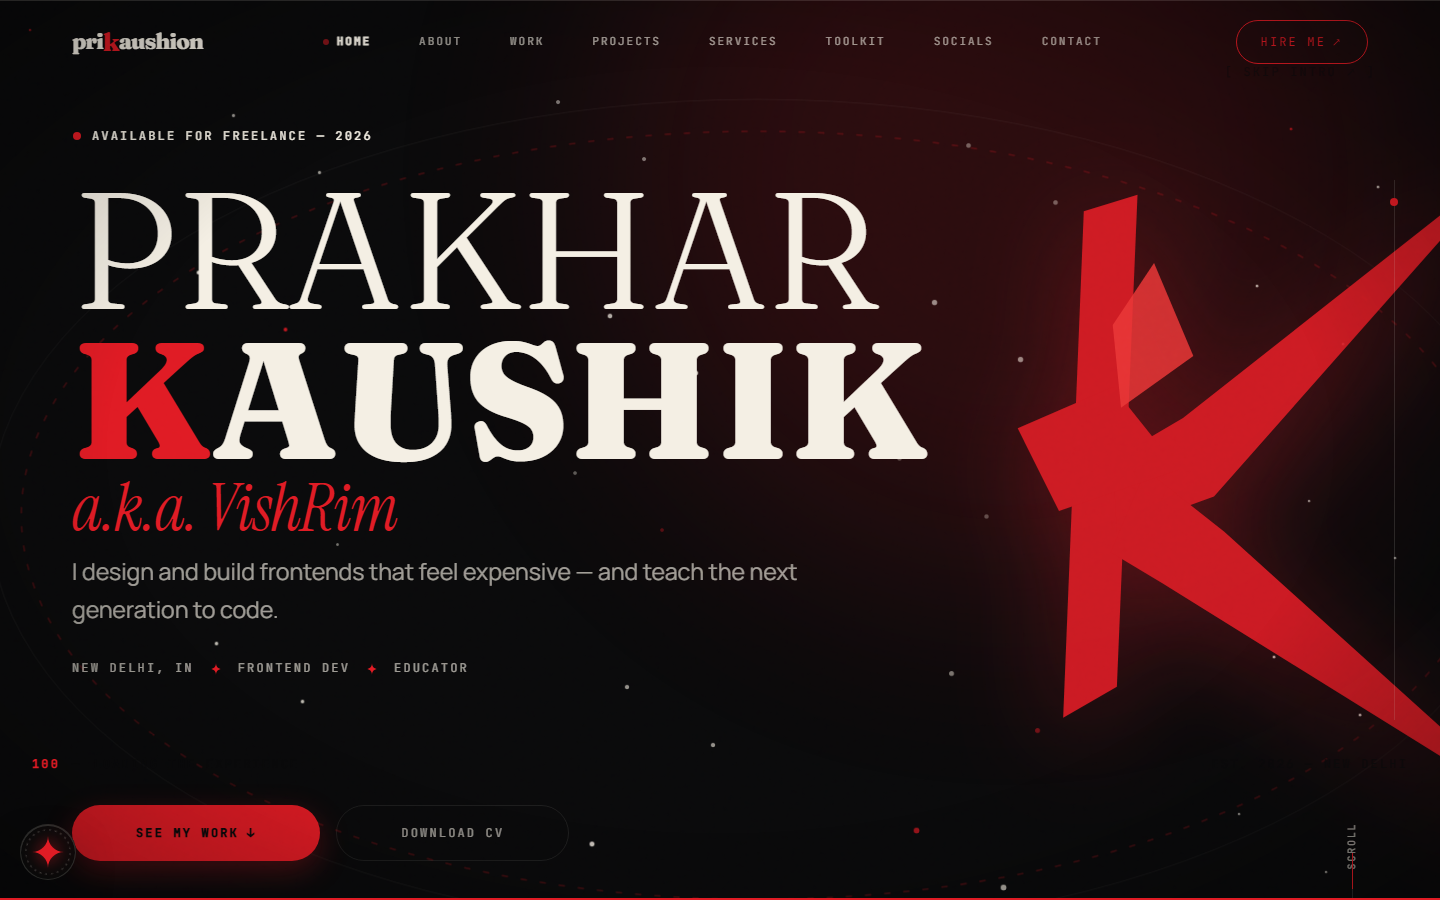 prikaushion
HOME ABOUT WORK PROJECTS SERVICES TOOLKIT SOCIALS CONTACT
HIRE ME ↗
AVAILABLE FOR FREELANCE — 2026
PRAKHAR
KAUSHIK
a.k.a. VishRim
I design and build frontends that feel expensive — and teach the next
generation to code.
NEW DELHI, IN ✦ FRONTEND DEV ✦ EDUCATOR
100
SEE MY WORK ↓
DOWNLOAD CV
SCROLL